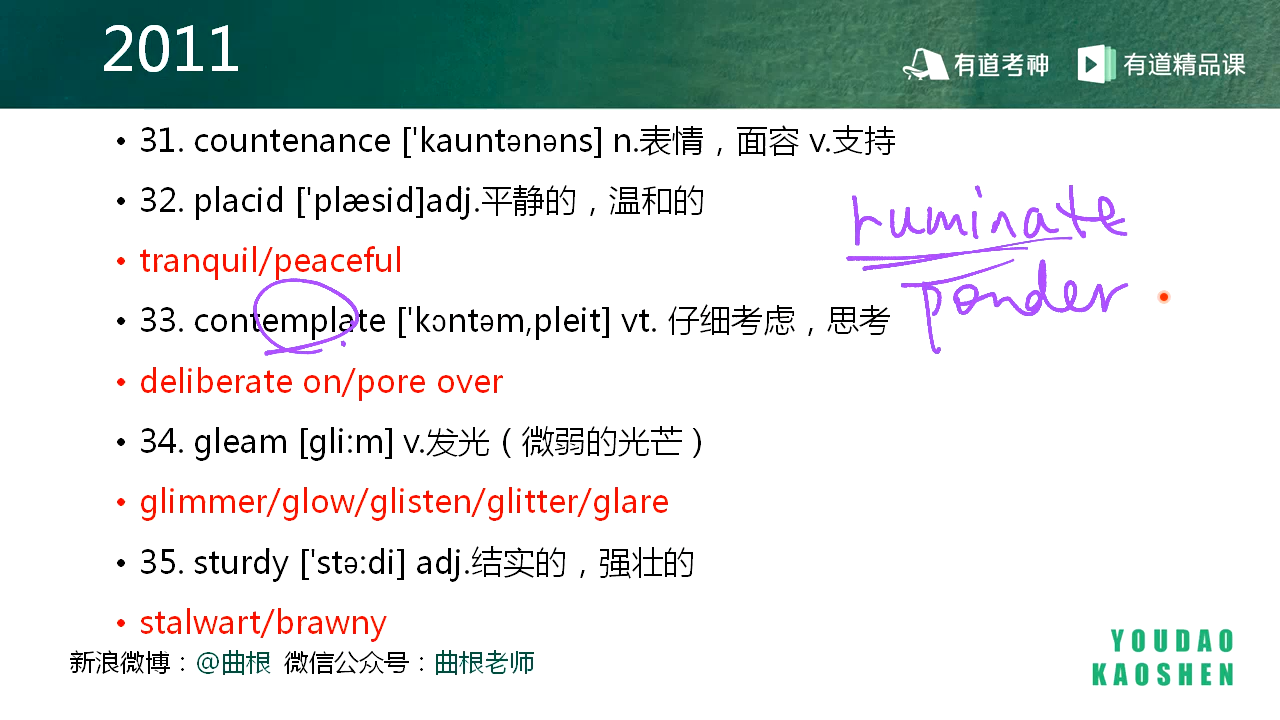 2011
有道考神
有道精品课
• 31. countenance ['kauntənəns] n.表情，面容 v.支持
• 32. placid ['plæsid]adj.平静的，温和的
ruminate
• tranquil/peaceful
ponder
• 33. contemplate ['kɔntəm,pleit] vt. 仔细考虑，思考
• deliberate on/pore over
• 34. gleam [gli:m] v.发光（微弱的光芒）
• glimmer/glow/glisten/glitter/glare
• 35. sturdy ['stə:di] adj.结实的，强壮的
• stalwart/brawny
新浪微博：@曲根 微信公众号：曲根老师
YOUDAO
KAOSHEN